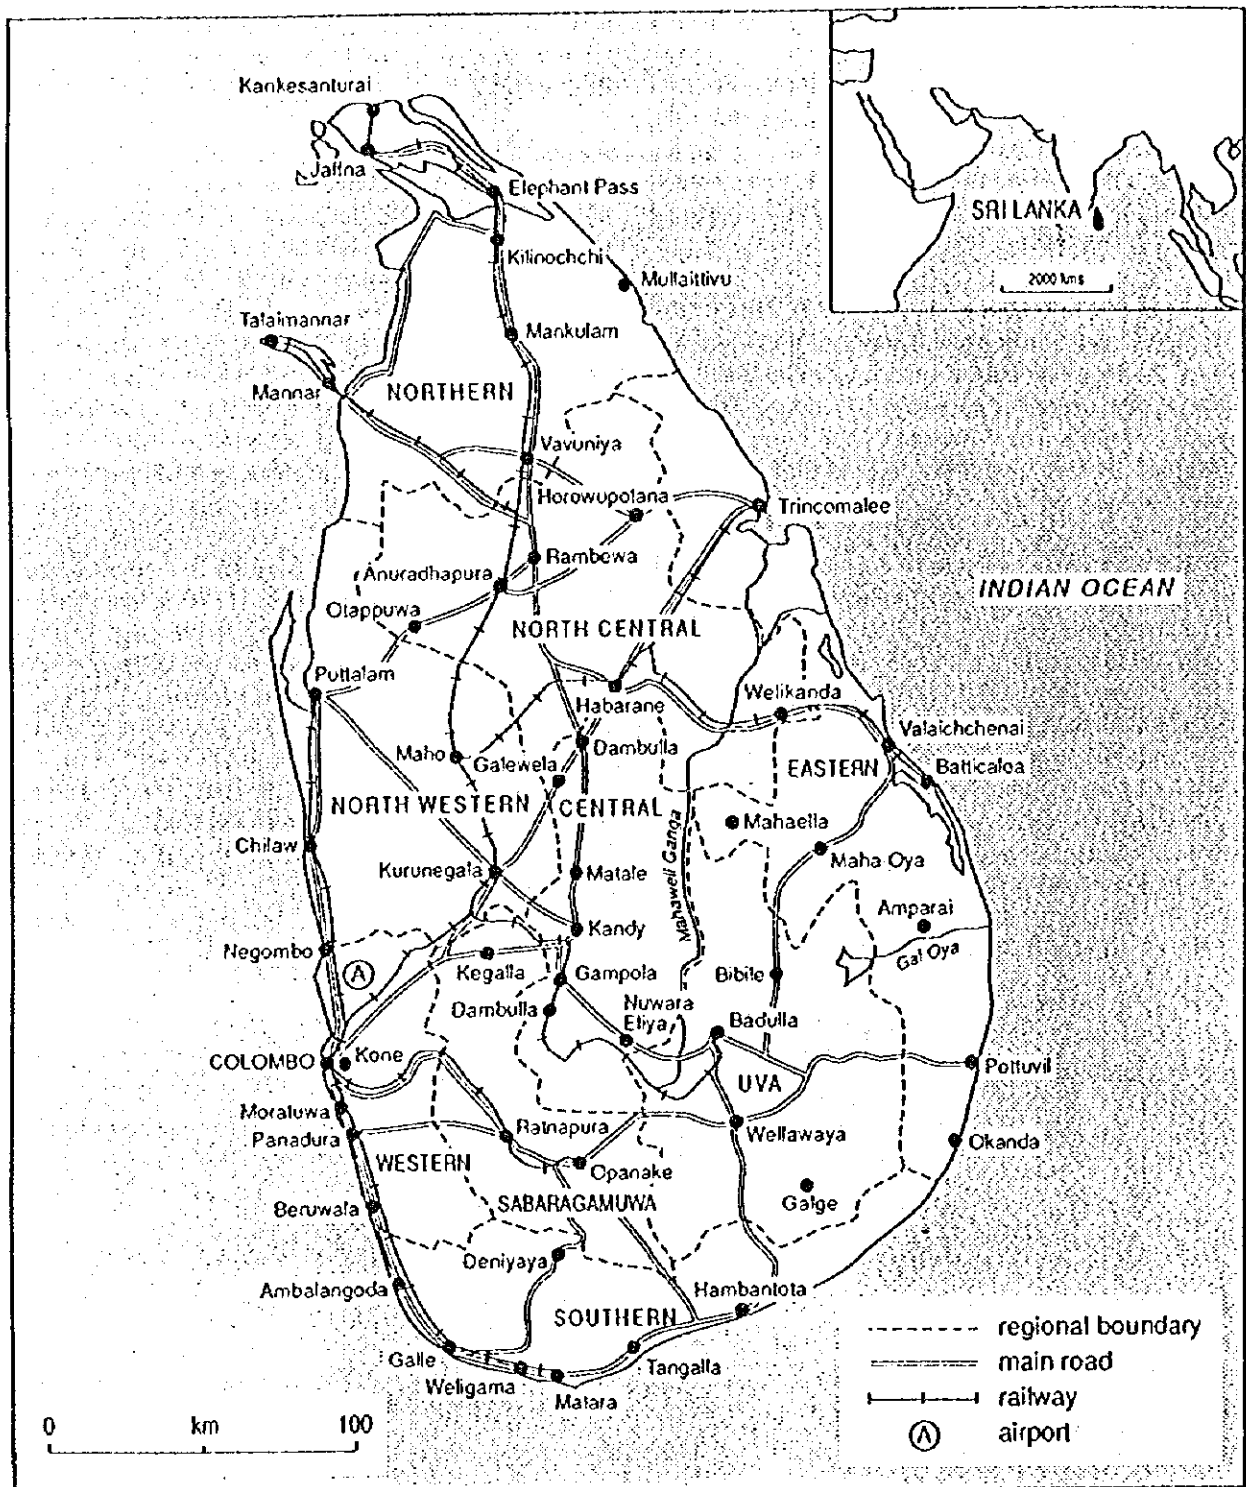 Kankesanturai
Jaffna
Elephant Pass
SRI LANKA
2000 kms
Kilinochchi
Mullaittivu
Talaimannar
Mankulam
Mannar
NORTHERN
Vavuniya
Horowupotana
Trincomalee
Rambewa
Anuradhapura
INDIAN OCEAN
Otappuwa
NORTH CENTRAL
Puttalam
Habarane
Welikanda
Valaichchenai
Maho
Galewela
Dambulla
EASTERN
Batticaloa
NORTH WESTERN
CENTRAL
Mahaweli Ganga
Mahaella
Chilaw
Maha Oya
Kurunegala
Matale
Amparai
Kandy
Negombo
A
Kegalla
Gampola
Bibile
Gal Oya
Dambulla
Nuwara
Eliya
Badulla
COLOMBO
Kone
UVA
Pottuvil
Moratuwa
Panadura
Ratnapura
Wellawaya
Okanda
WESTERN
Opanake
Beruwala
SABARAGAMUWA
Galge
Deniyaya
Ambalangoda
Hambantota
SOUTHERN
Galle
Tangalla
Weligama
Matara
regional boundary
main road
railway
A airport
0 km 100